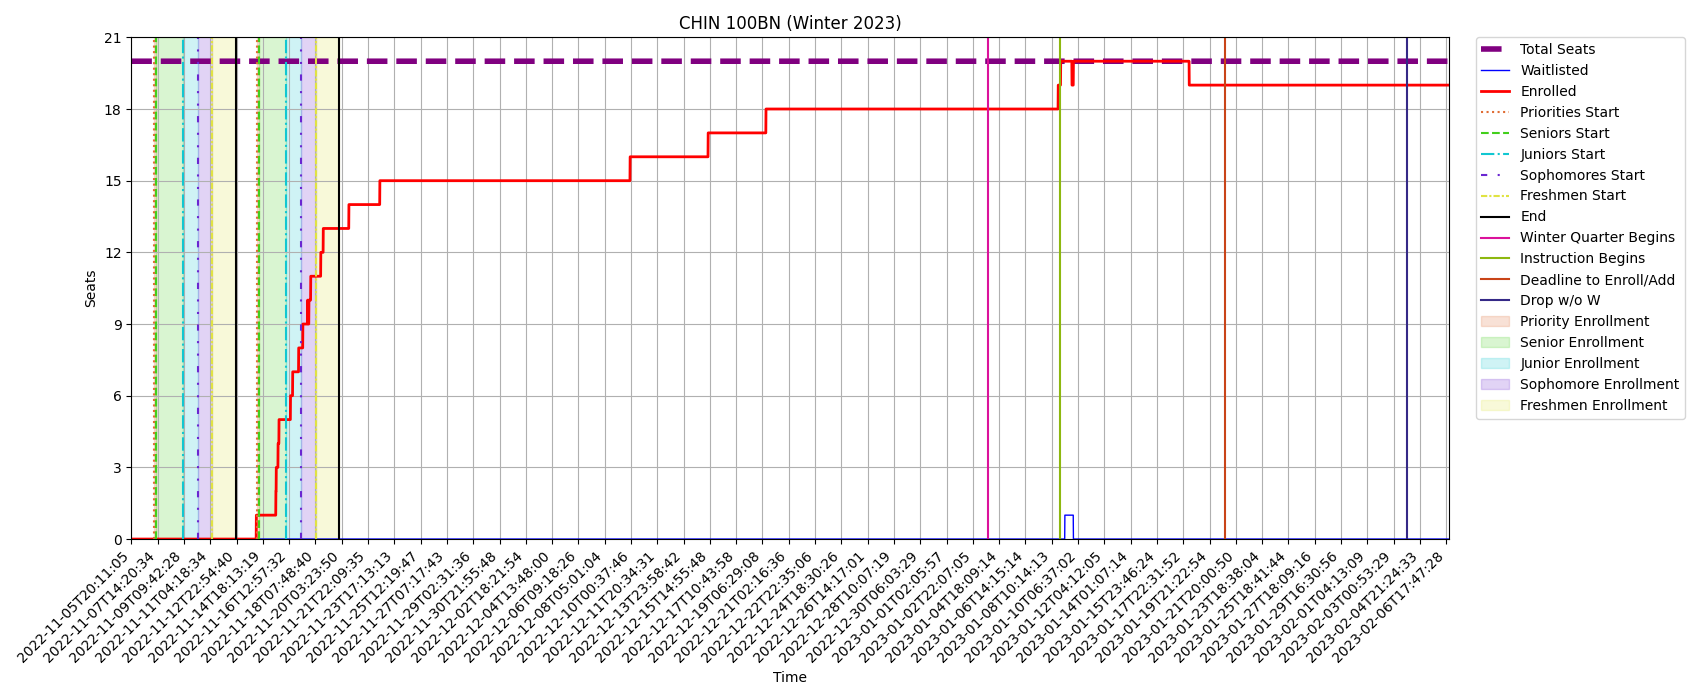 CHIN 100BN (Winter 2023)
21
18
15
12
9
6
3
0
Seats
2022-11-05T20:11:05
2022-11-07T14:20:34
2022-11-09T09:42:28
2022-11-11T04:18:34
2022-11-12T22:54:40
2022-11-14T18:13:19
2022-11-16T12:57:32
2022-11-18T07:48:40
2022-11-20T03:23:50
2022-11-21T22:09:35
2022-11-23T17:13:13
2022-11-25T12:19:47
2022-11-27T07:17:43
2022-11-29T02:31:36
2022-11-30T21:55:48
2022-12-02T18:21:54
2022-12-04T13:48:00
2022-12-06T09:18:26
2022-12-08T05:01:04
2022-12-10T00:37:46
2022-12-11T20:34:31
2022-12-13T23:58:42
2022-12-15T14:55:48
2022-12-17T10:43:58
2022-12-19T06:29:08
2022-12-21T02:16:36
2022-12-22T22:35:06
2022-12-24T18:30:26
2022-12-26T14:17:01
2022-12-28T10:07:19
2022-12-30T06:03:29
2023-01-01T02:05:57
2023-01-02T22:07:05
2023-01-04T18:09:14
2023-01-06T14:15:14
2023-01-08T10:14:13
2023-01-10T06:37:02
2023-01-12T04:12:05
2023-01-14T01:07:14
2023-01-15T23:46:24
2023-01-17T22:31:52
2023-01-19T21:22:54
2023-01-21T20:00:50
2023-01-23T18:38:04
2023-01-25T18:41:44
2023-01-27T18:09:16
2023-01-29T16:30:56
2023-02-01T04:13:09
2023-02-03T00:53:29
2023-02-04T21:24:33
2023-02-06T17:47:28
Time
Total Seats
Waitlisted
Enrolled
Priorities Start
Seniors Start
Juniors Start
Sophomores Start
Freshmen Start
End
Winter Quarter Begins
Instruction Begins
Deadline to Enroll/Add
Drop w/o W
Priority Enrollment
Senior Enrollment
Junior Enrollment
Sophomore Enrollment
Freshmen Enrollment